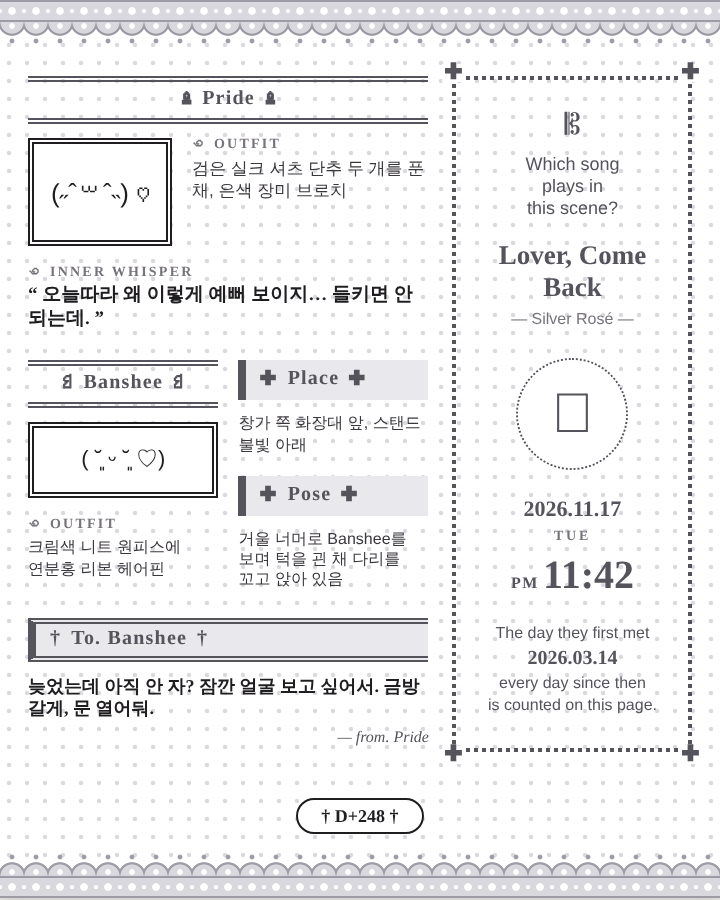 Pride
OUTFIT
검은 실크 셔츠 단추 두 개를 푼
채, 은색 장미 브로치
INNER WHISPER
“ 오늘따라 왜 이렇게 예뻐 보이지… 들키면 안
되는데. ”
Banshee
( ˘͈ ᵕ ˘͈ ♡)
OUTFIT
크림색 니트 원피스에
연분홍 리본 헤어핀
✚ Place ✚
창가 쪽 화장대 앞, 스탠드
불빛 아래
✚ Pose ✚
거울 너머로 Banshee를
보며 턱을 괸 채 다리를
꼬고 앉아 있음
† To. Banshee †
늦었는데 아직 안 자? 잠깐 얼굴 보고 싶어서. 금방
갈게, 문 열어둬.
— from. Pride
Which song
plays in
this scene?
Lover, Come
Back
— Silver Rosé —
2026.11.17
TUE
PM 11:42
The day they first met
2026.03.14
every day since then
is counted on this page.
† D+248 †